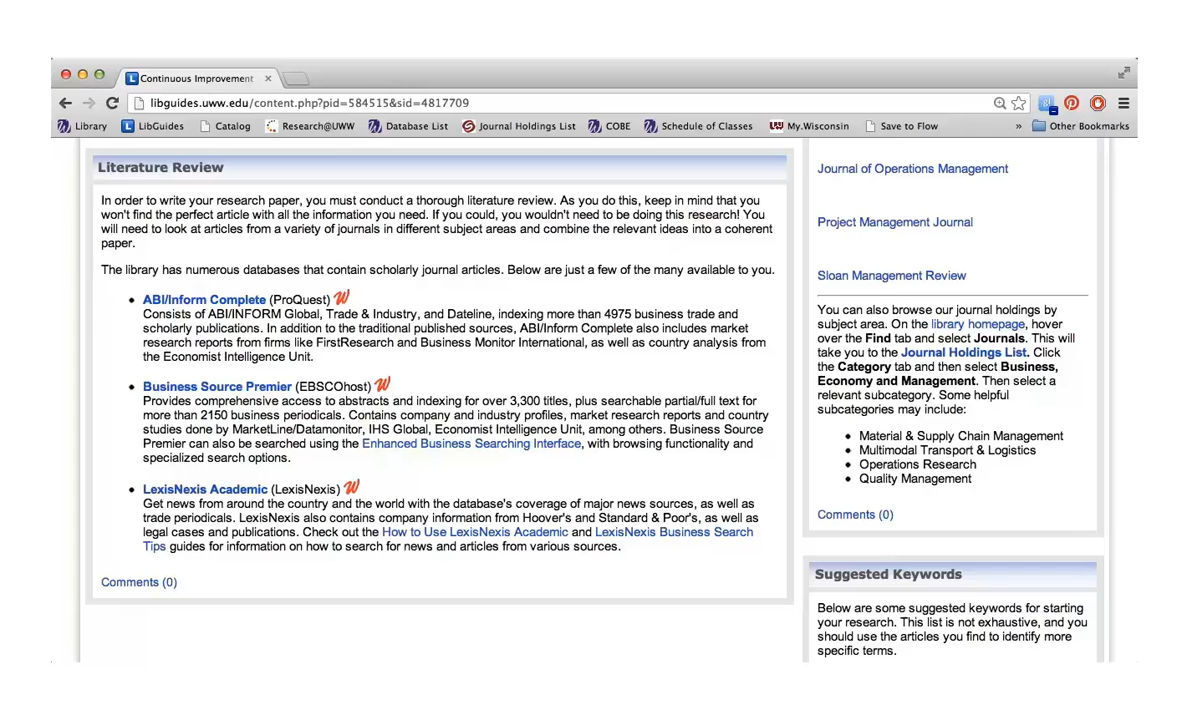 Continuous Improvement
libguides.uww.edu/content.php?pid=584515&sid=4817709
Library LibGuides Catalog Research@UWW Database List Journal Holdings List COBE Schedule of Classes My.Wisconsin Save to Flow » Other Bookmarks
Literature Review
In order to write your research paper, you must conduct a thorough literature review. As you do this, keep in mind that you
won't find the perfect article with all the information you need. If you could, you wouldn't need to be doing this research! You
will need to look at articles from a variety of journals in different subject areas and combine the relevant ideas into a coherent
paper.
The library has numerous databases that contain scholarly journal articles. Below are just a few of the many available to you.
• ABI/Inform Complete (ProQuest) W
Consists of ABI/INFORM Global, Trade & Industry, and Dateline, indexing more than 4975 business trade and
scholarly publications. In addition to the traditional published sources, ABI/Inform Complete also includes market
research reports from firms like FirstResearch and Business Monitor International, as well as country analysis from
the Economist Intelligence Unit.
• Business Source Premier (EBSCOhost) W
Provides comprehensive access to abstracts and indexing for over 3,300 titles, plus searchable partial/full text for
more than 2150 business periodicals. Contains company and industry profiles, market research reports and country
studies done by MarketLine/Datamonitor, IHS Global, Economist Intelligence Unit, among others. Business Source
Premier can also be searched using the Enhanced Business Searching Interface, with browsing functionality and
specialized search options.
• LexisNexis Academic (LexisNexis) W
Get news from around the country and the world with the database's coverage of major news sources, as well as
trade periodicals. LexisNexis also contains company information from Hoover's and Standard & Poor's, as well as
legal cases and publications. Check out the How to Use LexisNexis Academic and LexisNexis Business Search
Tips guides for information on how to search for news and articles from various sources.
Comments (0)
Journal of Operations Management
Project Management Journal
Sloan Management Review
You can also browse our journal holdings by
subject area. On the library homepage, hover
over the Find tab and select Journals. This will
take you to the Journal Holdings List. Click
the Category tab and then select Business,
Economy and Management. Then select a
relevant subcategory. Some helpful
subcategories may include:
• Material & Supply Chain Management
• Multimodal Transport & Logistics
• Operations Research
• Quality Management
Comments (0)
Suggested Keywords
Below are some suggested keywords for starting
your research. This list is not exhaustive, and you
should use the articles you find to identify more
specific terms.